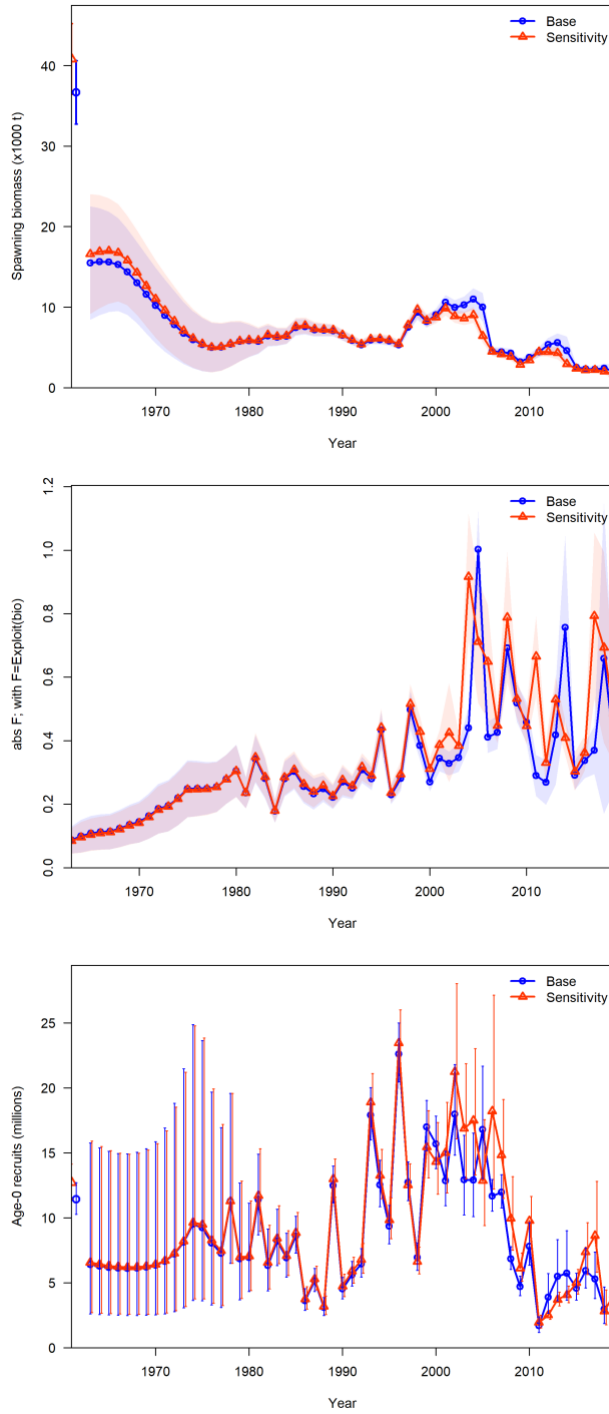 Base
Sensitivity
Spawning biomass (x1000 t)
40
30
20
10
0
1970 1980 1990 2000 2010
Year
Base
Sensitivity
abs F; with F=Exploit(bio)
1.2
1.0
0.8
0.6
0.4
0.2
0.0
1970 1980 1990 2000 2010
Year
Base
Sensitivity
Age-0 recruits (millions)
25
20
15
10
5
0
1970 1980 1990 2000 2010
Year